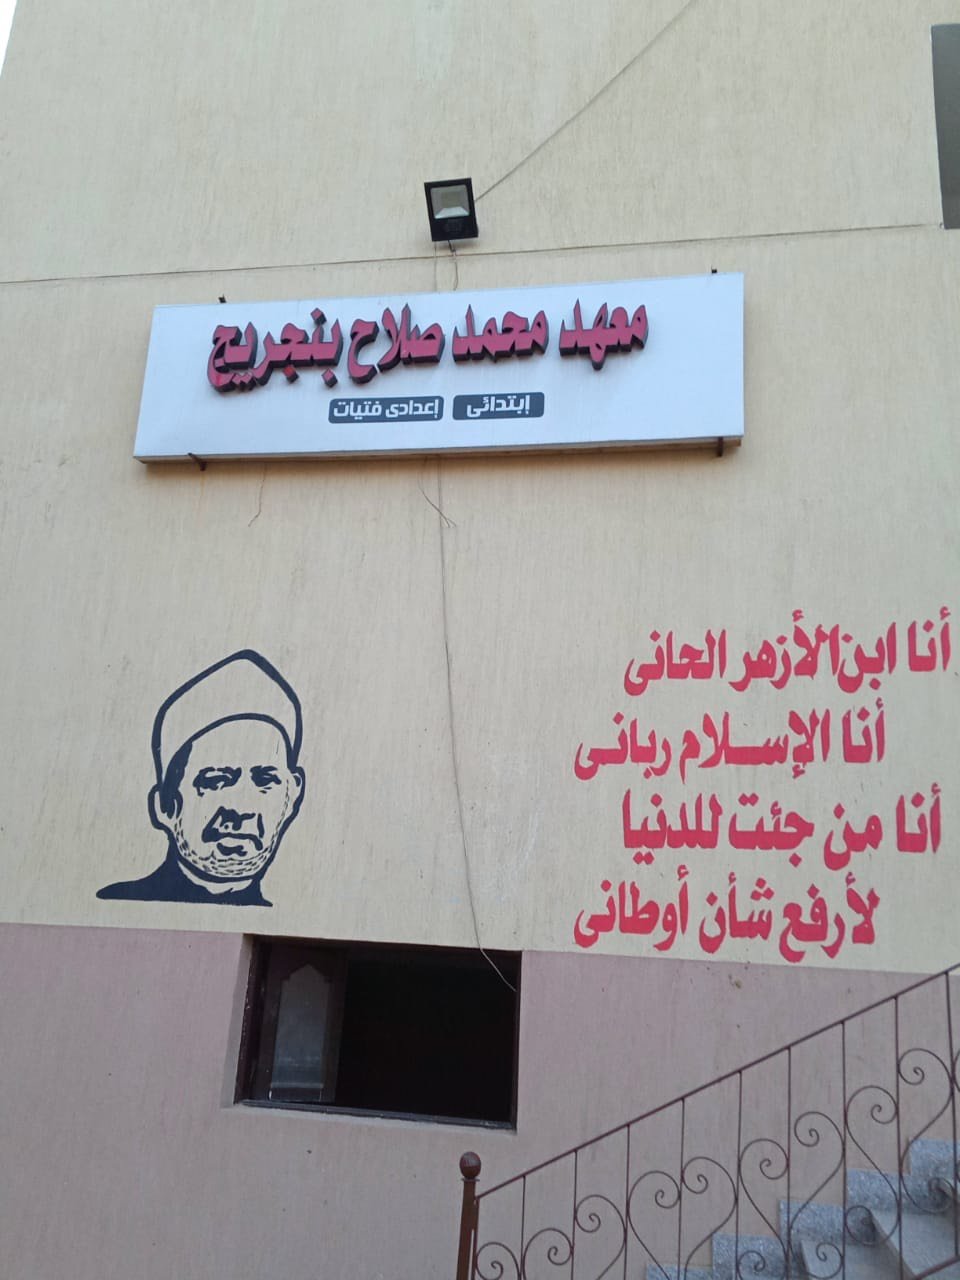 معهد محمد صلاح بنجريج
إبتدائى إعدادى فتيات
أنا ابن الأزهر الحانى
أنا الإسلام ربانى
أنا من جئت للدنيا
لأرفع شأن أوطانى